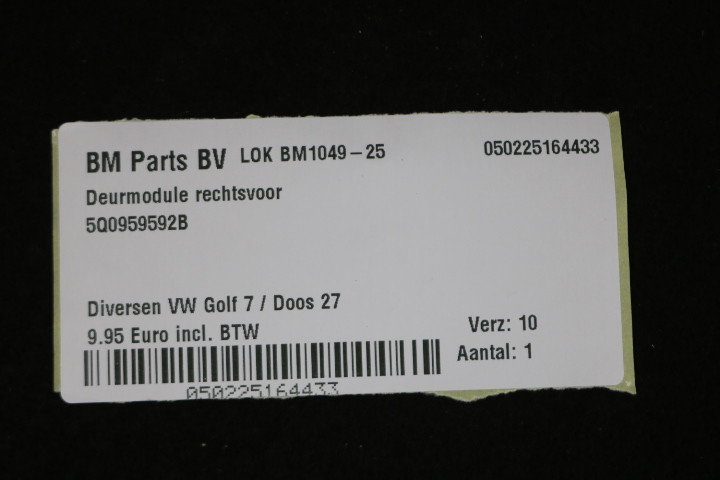 BM Parts BV LOK BM1049-25 050225164433
Deurmodule rechtsvoor
5Q0959592B
Diversen VW Golf 7 / Doos 27
9.95 Euro incl. BTW Verz: 10
Aantal: 1
050225164433